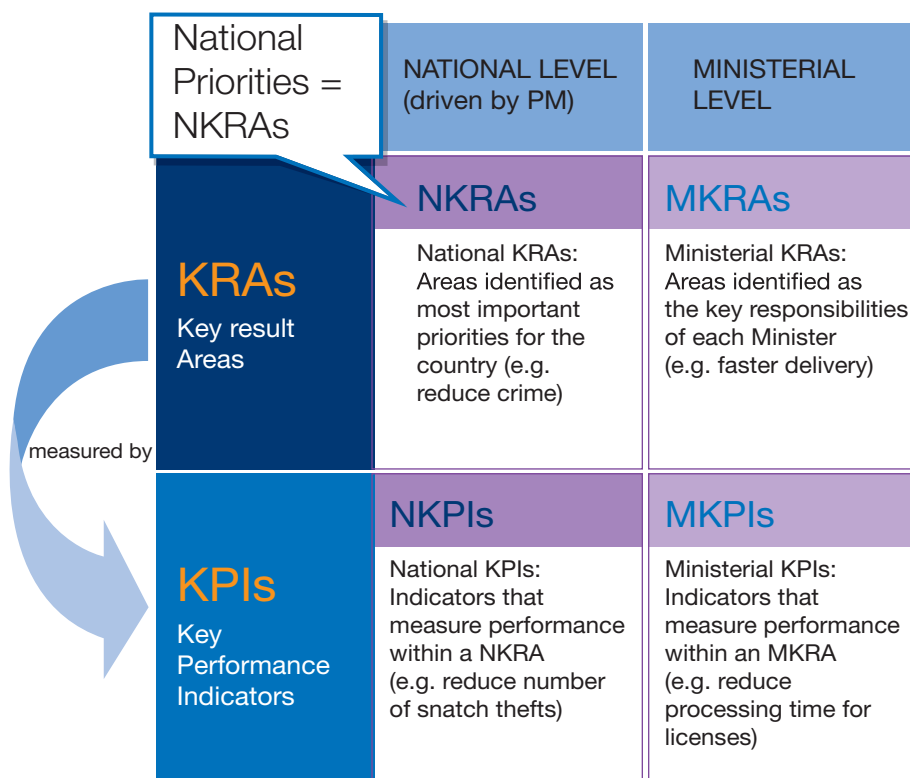 National
Priorities =
NKRAs
NATIONAL LEVEL
(driven by PM)
MINISTERIAL
LEVEL
KRAs
Key result
Areas
NKRAs
National KRAs:
Areas identified as
most important
priorities for the
country (e.g.
reduce crime)
MKRAs
Ministerial KRAs:
Areas identified as
the key responsibilities
of each Minister
(e.g. faster delivery)
measured by
KPIs
Key
Performance
Indicators
NKPIs
National KPIs:
Indicators that
measure performance
within a NKRA
(e.g. reduce number
of snatch thefts)
MKPIs
Ministerial KPIs:
Indicators that
measure performance
within an MKRA
(e.g. reduce
processing time for
licenses)